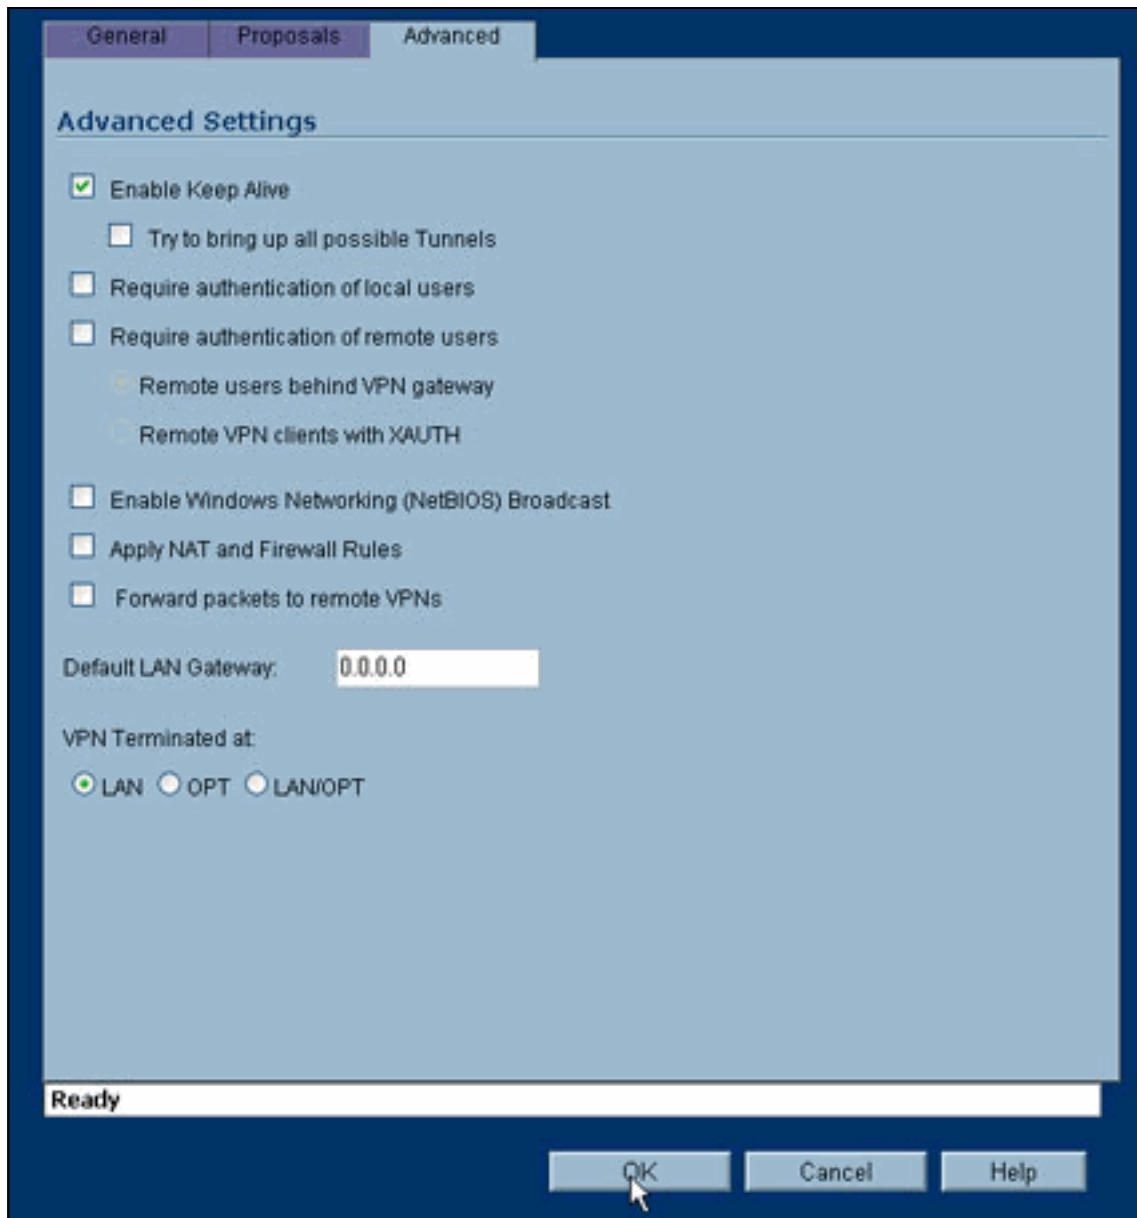 General Proposals Advanced
Advanced Settings
Enable Keep Alive
Try to bring up all possible Tunnels
Require authentication of local users
Require authentication of remote users
Remote users behind VPN gateway
Remote VPN clients with XAUTH
Enable Windows Networking (NetBIOS) Broadcast
Apply NAT and Firewall Rules
Forward packets to remote VPNs
Default LAN Gateway: 0.0.0.0
VPN Terminated at:
LAN OPT LAN/OPT
Ready
OK Cancel Help